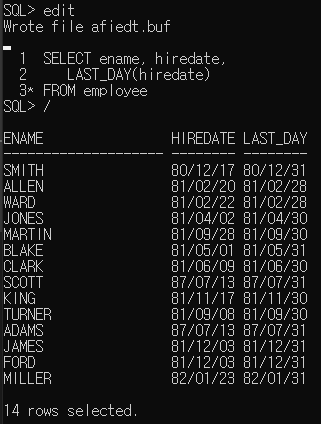 SQL> edit
Wrote file afiedt.buf
1 SELECT ename, hiredate,
2 LAST_DAY(hiredate)
3* FROM employee
SQL> /
ENAME HIREDATE LAST_DAY
-------------------- -------- --------
SMITH 80/12/17 80/12/31
ALLEN 81/02/20 81/02/28
WARD 81/02/22 81/02/28
JONES 81/04/02 81/04/30
MARTIN 81/09/28 81/09/30
BLAKE 81/05/01 81/05/31
CLARK 81/06/09 81/06/30
SCOTT 87/07/13 87/07/31
KING 81/11/17 81/11/30
TURNER 81/09/08 81/09/30
ADAMS 87/07/13 87/07/31
JAMES 81/12/03 81/12/31
FORD 81/12/03 81/12/31
MILLER 82/01/23 82/01/31
14 rows selected.